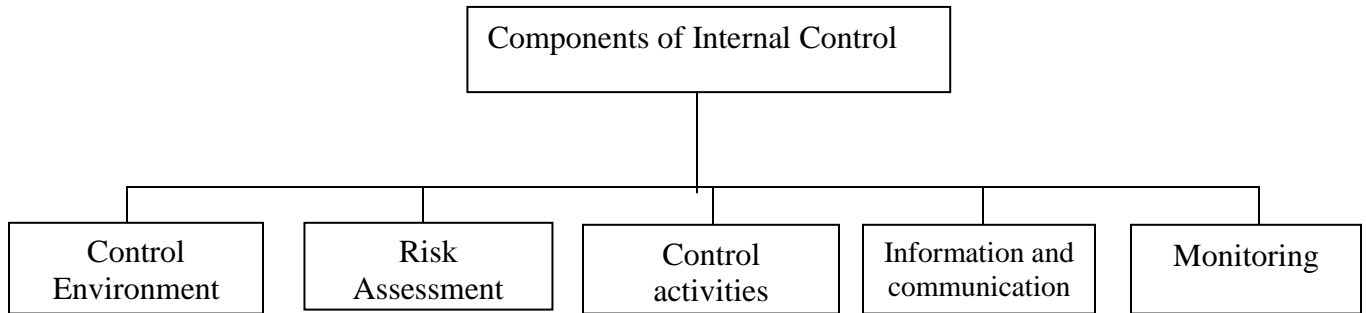 Components of Internal Control
Control
Environment
Risk
Assessment
Control
activities
Information and
communication
Monitoring